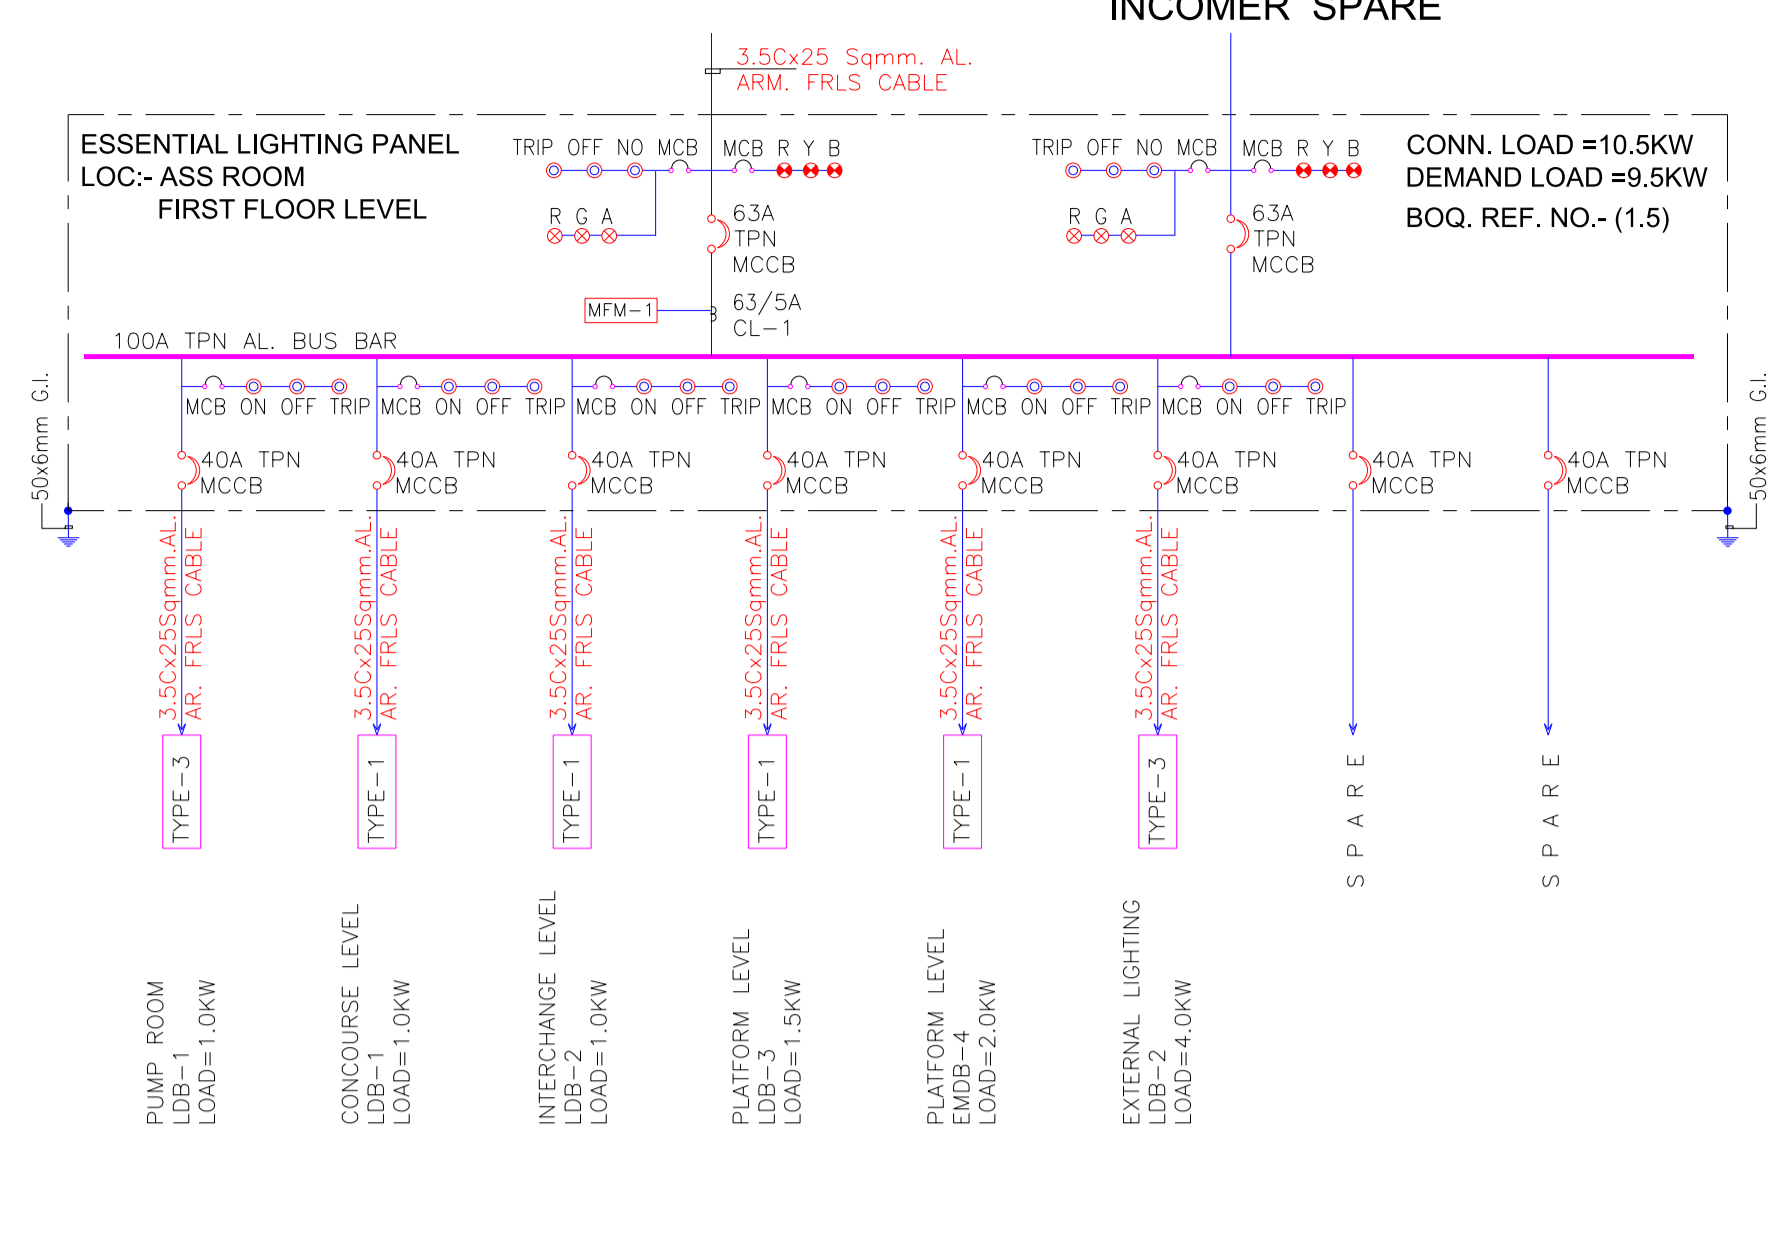 INCOMER SPARE
3.5Cx25 Sqmm. AL.
ARM. FRLS CABLE
ESSENTIAL LIGHTING PANEL
LOC:- ASS ROOM
FIRST FLOOR LEVEL
TRIP OFF NO MCB MCB R Y B
R G A
63A
TPN
MCCB
MFM-1
63/5A
CL-1
TRIP OFF NO MCB MCB R Y B
R G A
63A
TPN
MCCB
CONN. LOAD =10.5KW
DEMAND LOAD =9.5KW
BOQ. REF. NO.- (1.5)
100A TPN AL. BUS BAR
50x6mm G.I.
50x6mm G.I.
MCB ON OFF TRIP
MCB ON OFF TRIP
MCB ON OFF TRIP
MCB ON OFF TRIP
MCB ON OFF TRIP
MCB ON OFF TRIP
40A TPN
MCCB
40A TPN
MCCB
40A TPN
MCCB
40A TPN
MCCB
40A TPN
MCCB
40A TPN
MCCB
40A TPN
MCCB
40A TPN
MCCB
3.5Cx25Sqmm.AL.
AR. FRLS CABLE
3.5Cx25Sqmm.AL.
AR. FRLS CABLE
3.5Cx25Sqmm.AL.
AR. FRLS CABLE
3.5Cx25Sqmm.AL.
AR. FRLS CABLE
3.5Cx25Sqmm.AL.
AR. FRLS CABLE
3.5Cx25Sqmm.AL.
AR. FRLS CABLE
TYPE-3
TYPE-1
TYPE-1
TYPE-1
TYPE-1
TYPE-3
SPARE
SPARE
PUMP ROOM
LDB-1
LOAD=1.0KW
CONCOURSE LEVEL
LDB-1
LOAD=1.0KW
INTERCHANGE LEVEL
LDB-2
LOAD=1.0KW
PLATFORM LEVEL
LDB-3
LOAD=1.5KW
PLATFORM LEVEL
EMDB-4
LOAD=2.0KW
EXTERNAL LIGHTING
LDB-2
LOAD=4.0KW